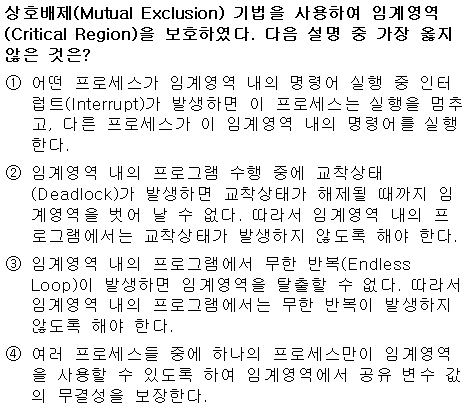 상호배제(Mutual Exclusion) 기법을 사용하여 임계영역
(Critical Region)을 보호하였다. 다음 설명 중 가장 옳지
않은 것은?
① 어떤 프로세스가 임계영역 내의 명령어 실행 중 인터
럽트(Interrupt)가 발생하면 이 프로세스는 실행을 멈추
고, 다른 프로세스가 이 임계영역 내의 명령어를 실행
한다.
② 임계영역 내의 프로그램 수행 중에 교착상태
(Deadlock)가 발생하면 교착상태가 해제될 때까지 임
계영역을 벗어 날 수 없다. 따라서 임계영역 내의 프
로그램에서는 교착상태가 발생하지 않도록 해야 한다.
③ 임계영역 내의 프로그램에서 무한 반복(Endless
Loop)이 발생하면 임계영역을 탈출할 수 없다. 따라서
임계영역 내의 프로그램에서는 무한 반복이 발생하지
않도록 해야 한다.
④ 여러 프로세스들 중에 하나의 프로세스만이 임계영역
을 사용할 수 있도록 하여 임계영역에서 공유 변수 값
의 무결성을 보장한다.